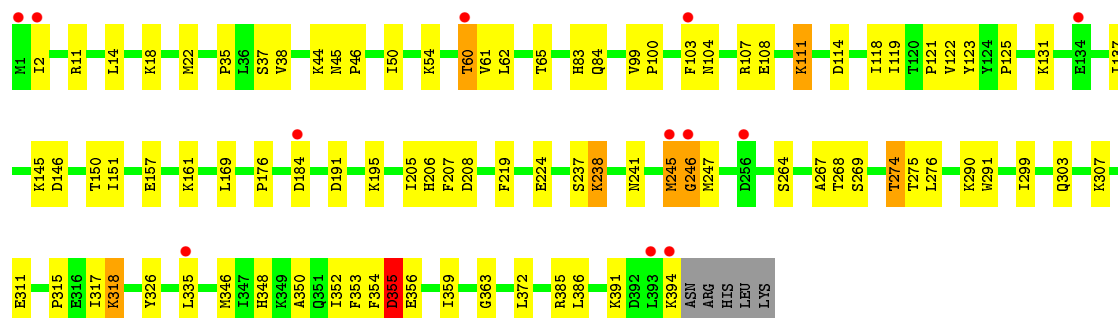 M1 I2 R11 L14 K18 M22 P35 L36 S37 V38 K44 N45 P46 I50 K54 T60 V61 L62 T65 H83 Q84 V99 P100 F103 N104 R107 E108 K111 D114 I118 I119 T120 P121 V122 Y123 Y124 P125 K131 E134 I137
K145 D146 T150 I151 E157 K161 L169 P176 D184 D191 K195 I205 H206 F207 D208 F219 E224 S237 K238 N241 M245 G246 M247 D256 S264 A267 T268 S269 T274 T275 L276 K290 W291 I299 Q303 K307
E311 P315 E316 I317 K318 Y326 L335 M346 I347 H348 K349 A350 Q351 I352 F353 F354 D355 E356 I359 G363 L372 R385 L386 K391 D392 L393 K394 ASN ARG HIS LEU LYS